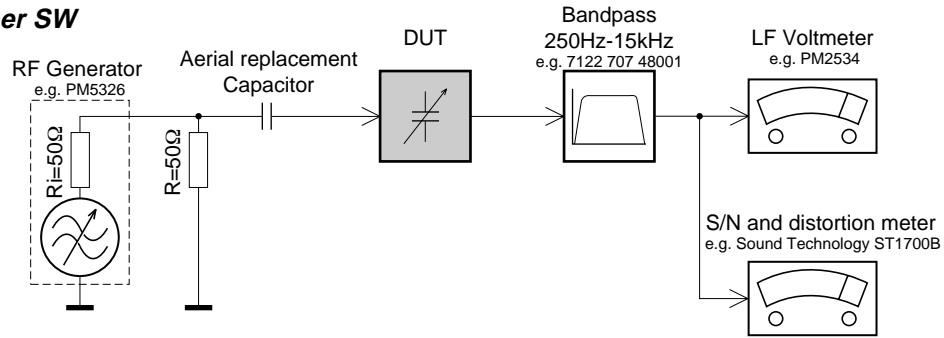 er SW
RF Generator
e.g. PM5326
Ri=50Ω
R=50Ω
Aerial replacement
Capacitor
DUT
Bandpass
250Hz-15kHz
e.g. 7122 707 48001
LF Voltmeter
e.g. PM2534
S/N and distortion meter
e.g. Sound Technology ST1700B